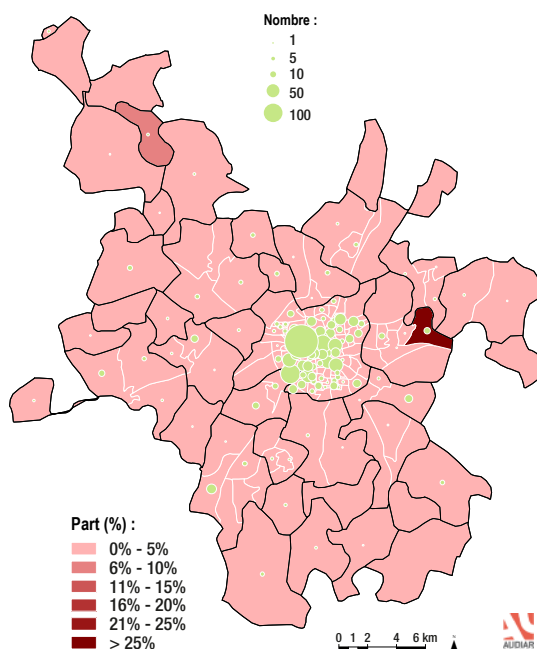 Nombre :
1
5
10
50
100
Part (%) :
0% - 5%
6% - 10%
11% - 15%
16% - 20%
21% - 25%
> 25%
0 1 2 4 6 km
AUDIAR